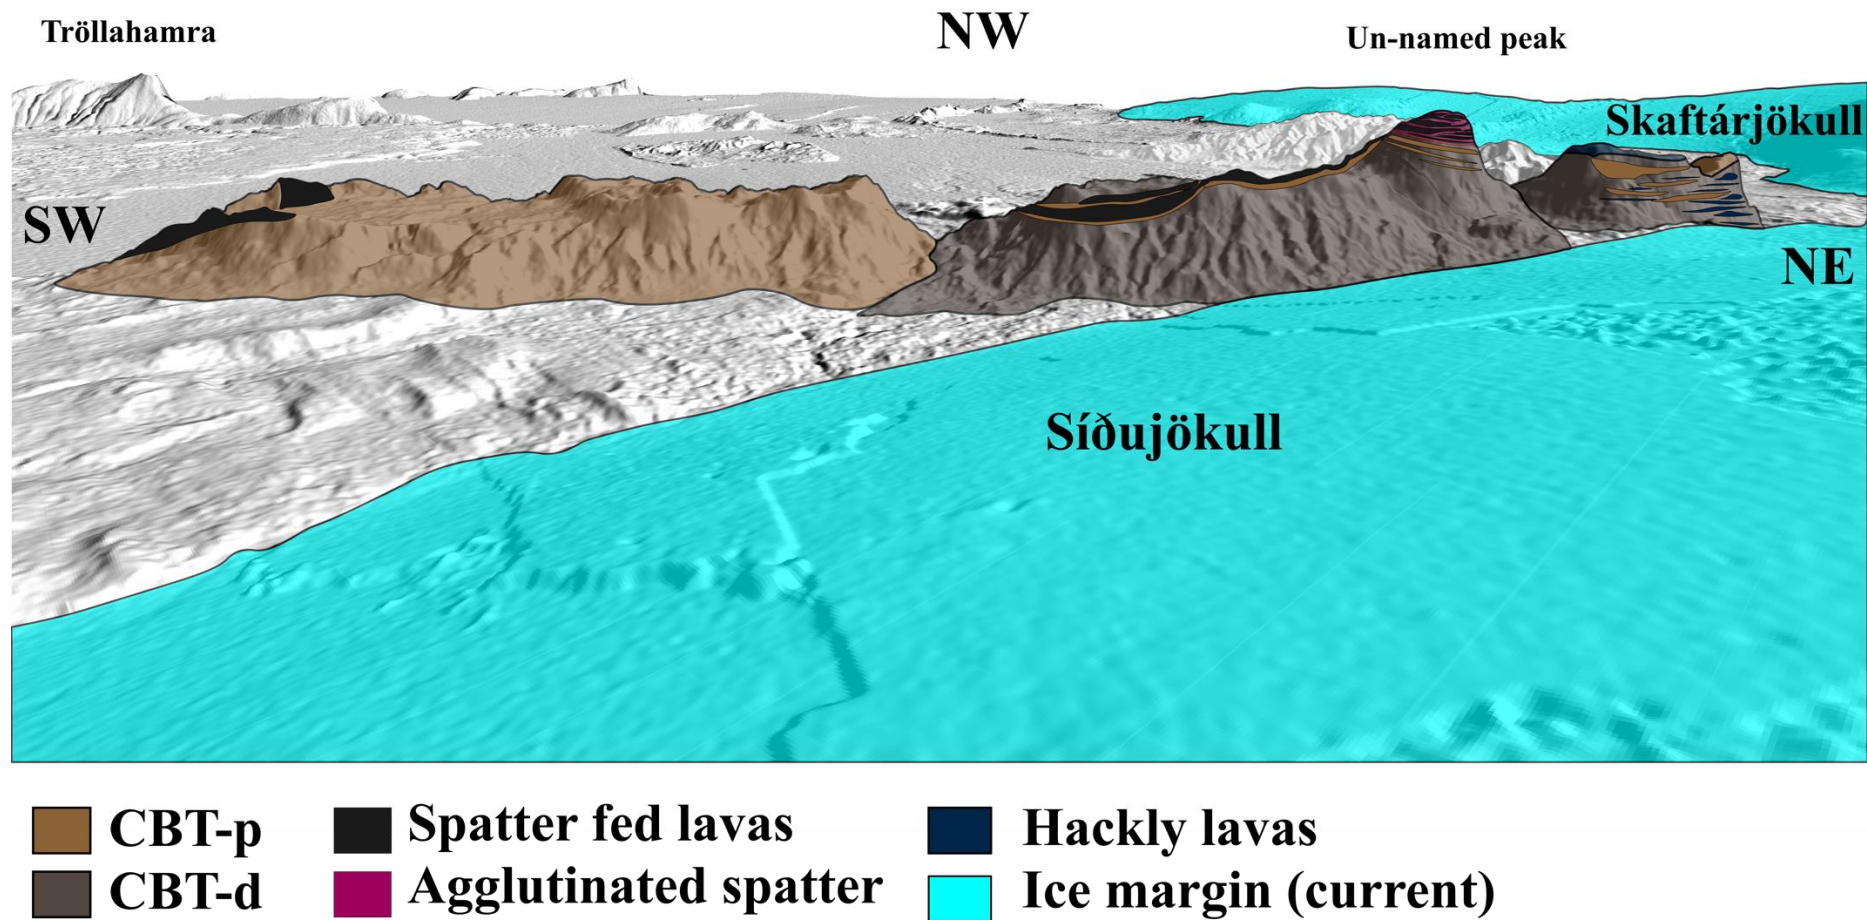 Tröllahamra
NW
Un-named peak
Skaftárjökull
SW
NE
Síðujökull
CBT-p
Spatter fed lavas
Hackly lavas
CBT-d
Agglutinated spatter
Ice margin (current)